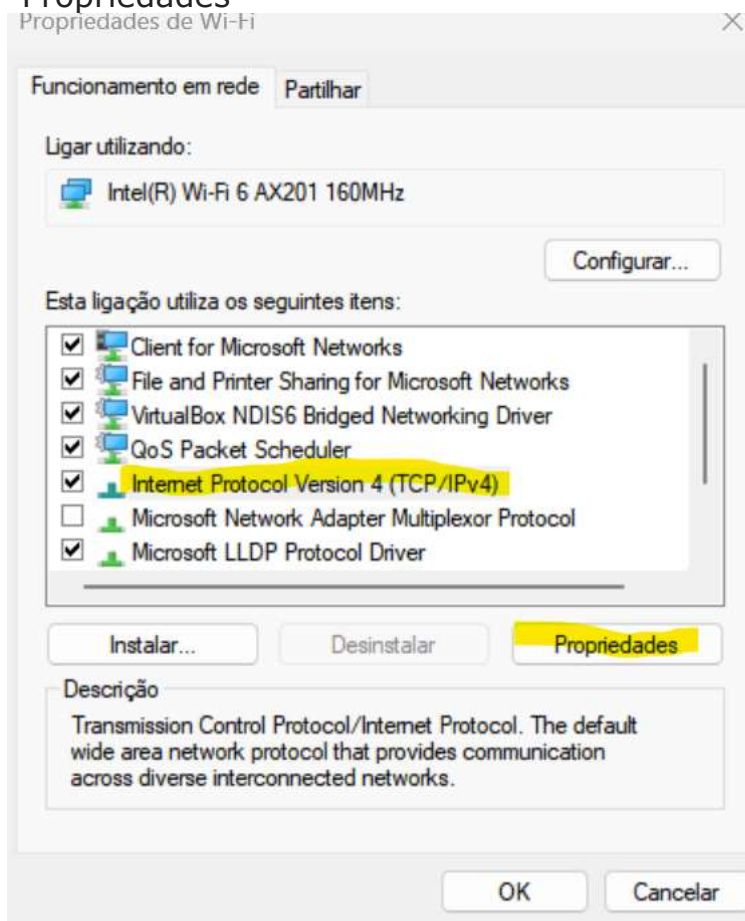 Propriedades
Propriedades de Wi-Fi
Funcionamento em rede Partilhar
Ligar utilizando:
Intel(R) Wi-Fi 6 AX201 160MHz
Configurar...
Esta ligação utiliza os seguintes itens:
Client for Microsoft Networks
File and Printer Sharing for Microsoft Networks
VirtualBox NDIS6 Bridged Networking Driver
QoS Packet Scheduler
Internet Protocol Version 4 (TCP/IPv4)
Microsoft Network Adapter Multiplexor Protocol
Microsoft LLDP Protocol Driver
Instalar... Desinstalar Propriedades
Descrição
Transmission Control Protocol/Internet Protocol. The default
wide area network protocol that provides communication
across diverse interconnected networks.
OK Cancelar